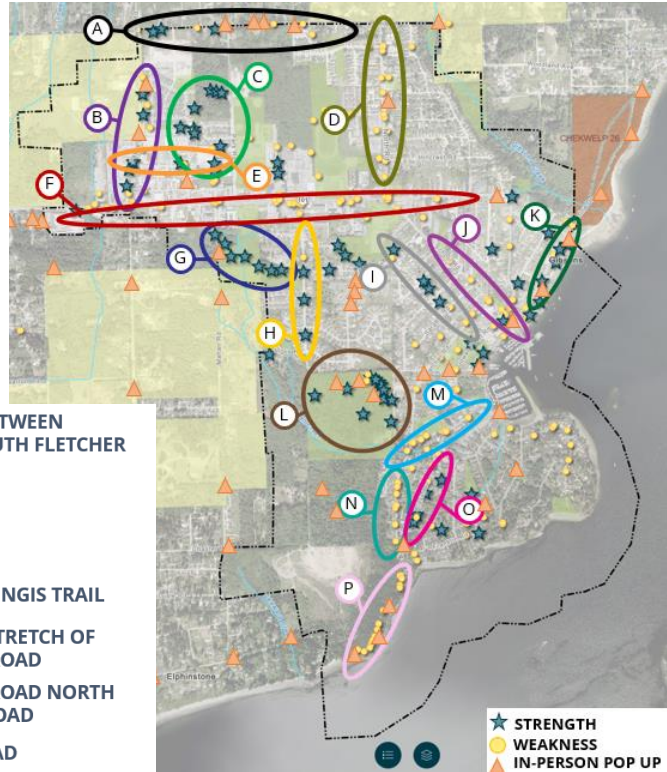 A
C
B
D
CHEKWELP 26
E
F
K
J
G
I
H
M
L
ETWEEN
UTH FLETCHER
N
O
NGIS TRAIL
P
TRETCH OF
OAD
Elphinstone
OAD NORTH
OAD
AD
STRENGTH
WEAKNESS
IN-PERSON POP UP